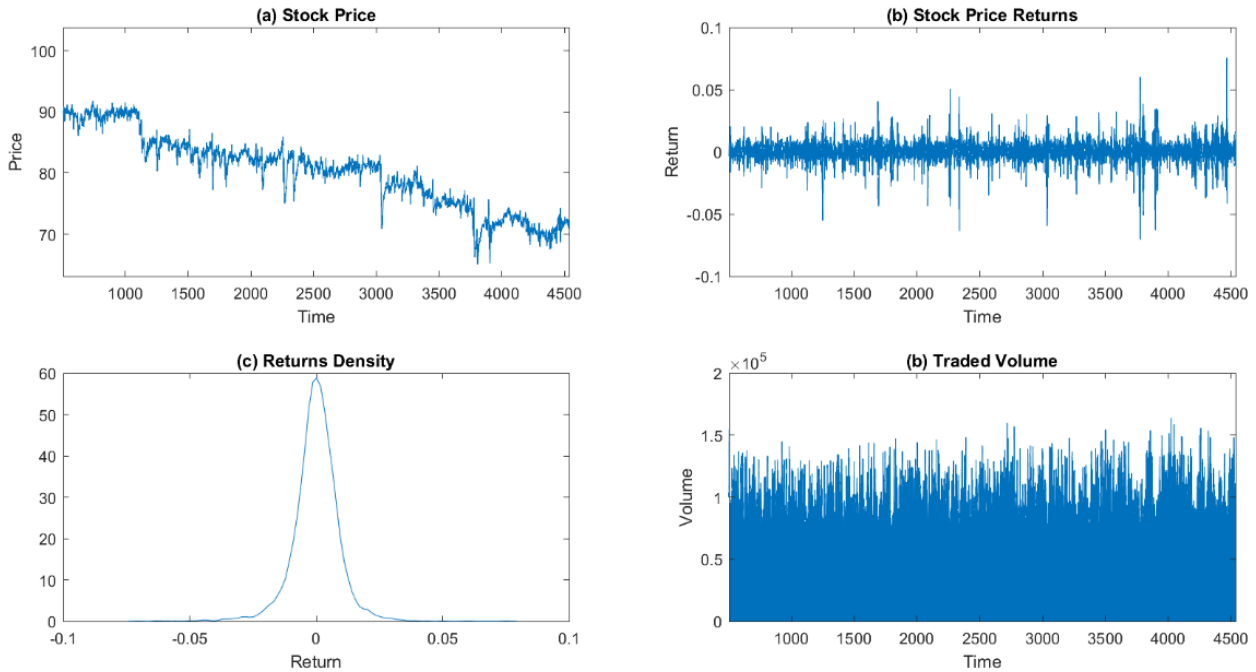 (a) Stock Price
100
90
80
70
Price
1000 1500 2000 2500 3000 3500 4000 4500
Time
(b) Stock Price Returns
0.1
0.05
0
-0.05
-0.1
Return
1000 1500 2000 2500 3000 3500 4000 4500
Time
(c) Returns Density
60
50
40
30
20
10
0
-0.1 -0.05 0 0.05 0.1
Return
(b) Traded Volume
×10⁵
2
1.5
1
0.5
0
Volume
1000 1500 2000 2500 3000 3500 4000 4500
Time